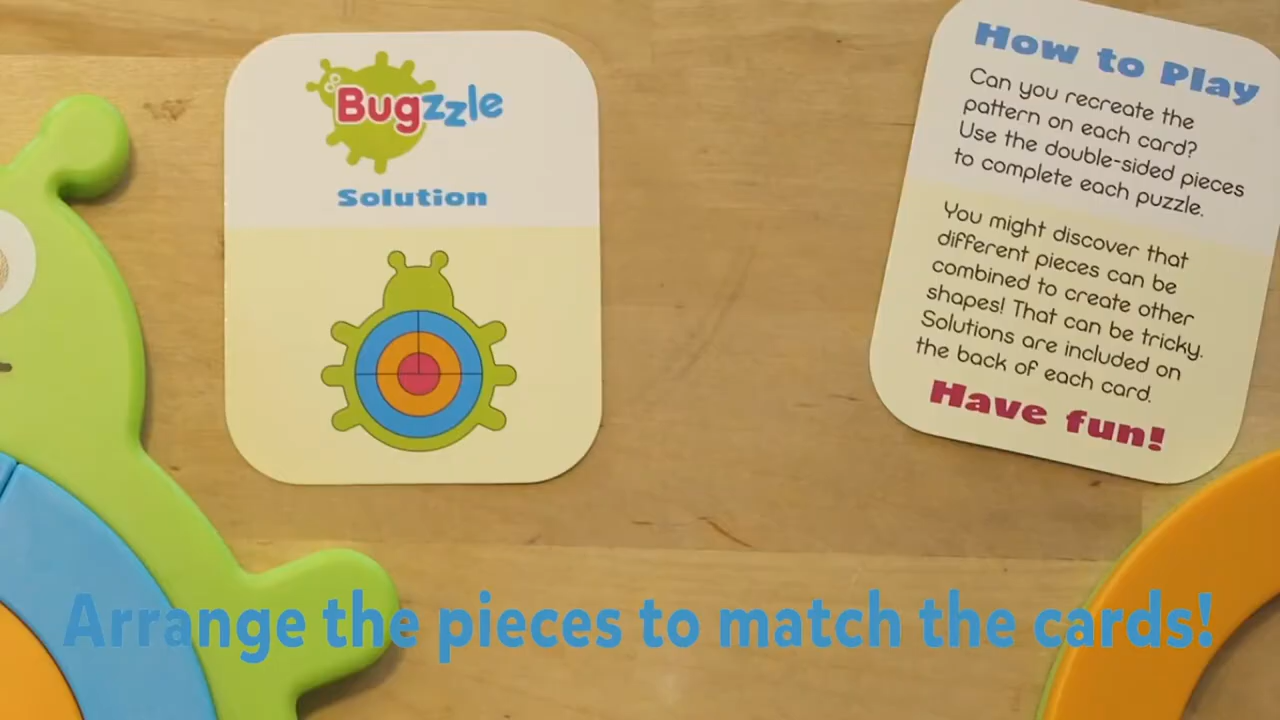 Bugzzle
Solution
How to Play
Can you recreate the
pattern on each card?
Use the double-sided pieces
to complete each puzzle.
You might discover that
different pieces can be
combined to create other
shapes! That can be tricky.
Solutions are included on
the back of each card.
Have fun!
Arrange the pieces to match the cards!